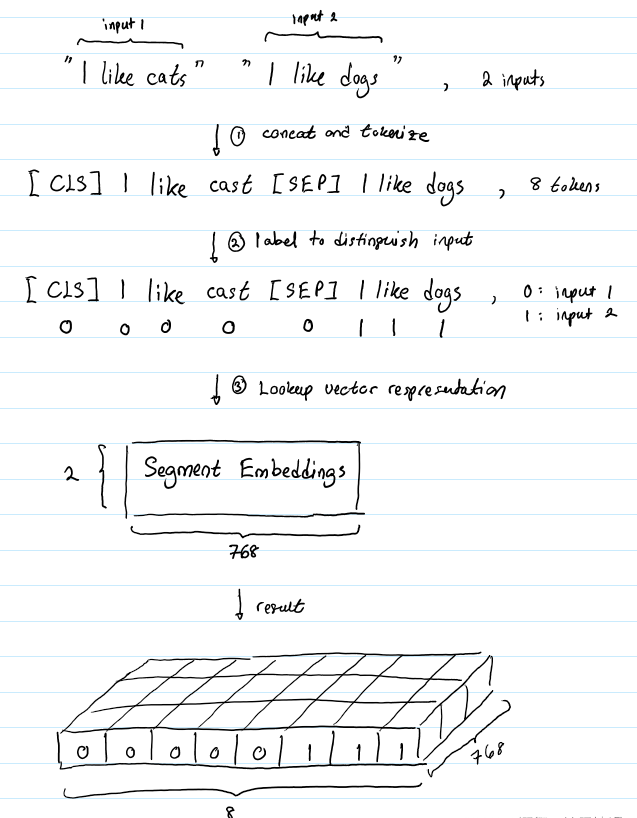 input 1 input 2
"I like cats" "I like dogs", 2 inputs
① concat and tokenize
[CLS] I like cast [SEP] I like dogs, 8 tokens
② label to distinguish input
[CLS] I like cast [SEP] I like dogs, 0: input 1
0 0 0 0 0 1 1 1 1: input 2
③ Lookup vector respresentation
2 Segment Embeddings
768
result
0 0 0 0 0 1 1 1
768
8